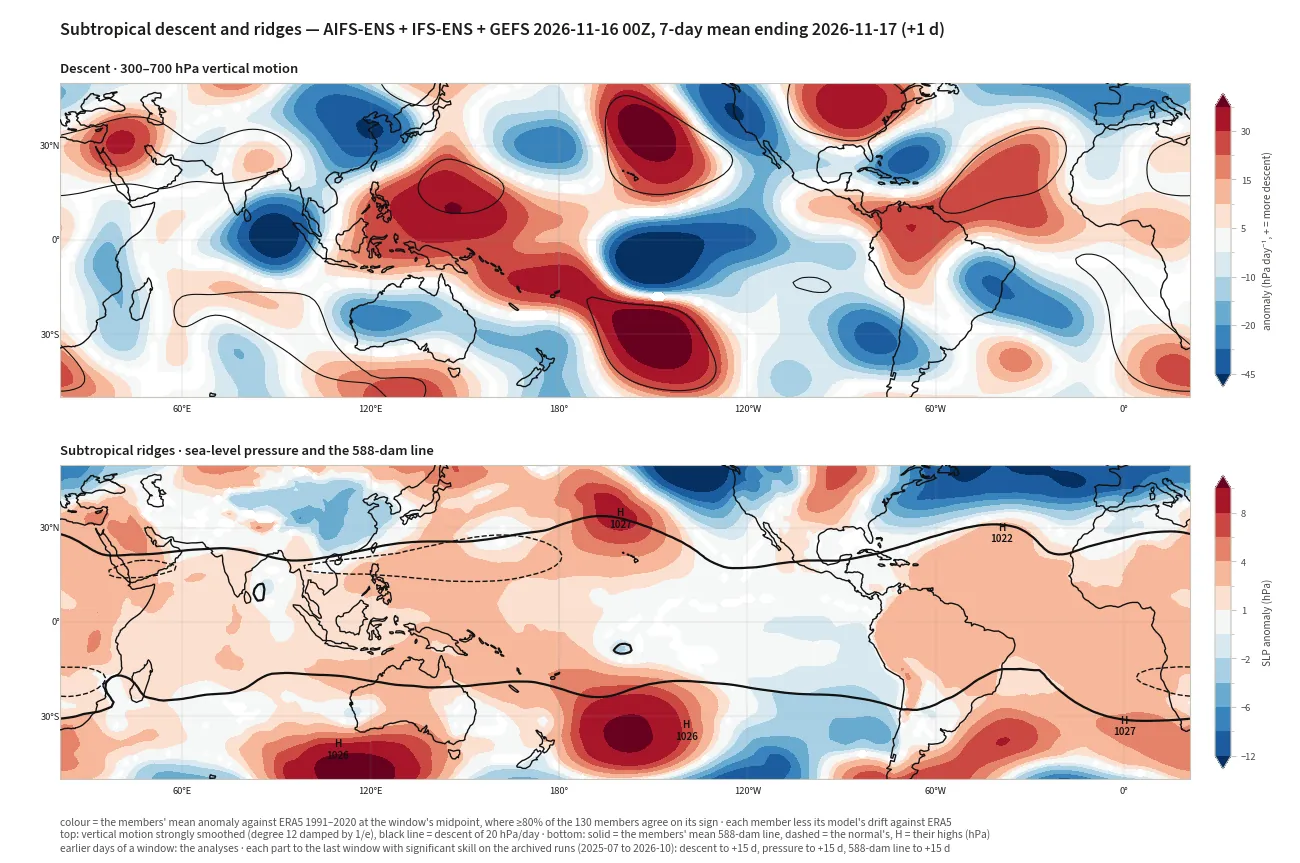 Subtropical descent and ridges — AIFS-ENS + IFS-ENS + GEFS 2026-11-16 00Z, 7-day mean ending 2026-11-17 (+1 d)
Descent · 300–700 hPa vertical motion
30°N
0°
30°S
60°E
120°E
180°
120°W
60°W
0°
30
15
5
−10
−20
−45
anomaly (hPa day⁻¹, + = more descent)
Subtropical ridges · sea-level pressure and the 588-dam line
30°N
0°
30°S
H
1027
H
1022
H
1026
H
1026
H
1027
60°E
120°E
180°
120°W
60°W
0°
8
4
1
−2
−6
−12
SLP anomaly (hPa)
colour = the members' mean anomaly against ERA5 1991–2020 at the window's midpoint, where ≥80% of the 130 members agree on its sign · each member less its model's drift against ERA5
top: vertical motion strongly smoothed (degree 12 damped by 1/e), black line = descent of 20 hPa/day · bottom: solid = the members' mean 588-dam line, dashed = the normal's, H = their highs (hPa)
earlier days of a window: the analyses · each part to the last window with significant skill on the archived runs (2025-07 to 2026-10): descent to +15 d, pressure to +15 d, 588-dam line to +15 d